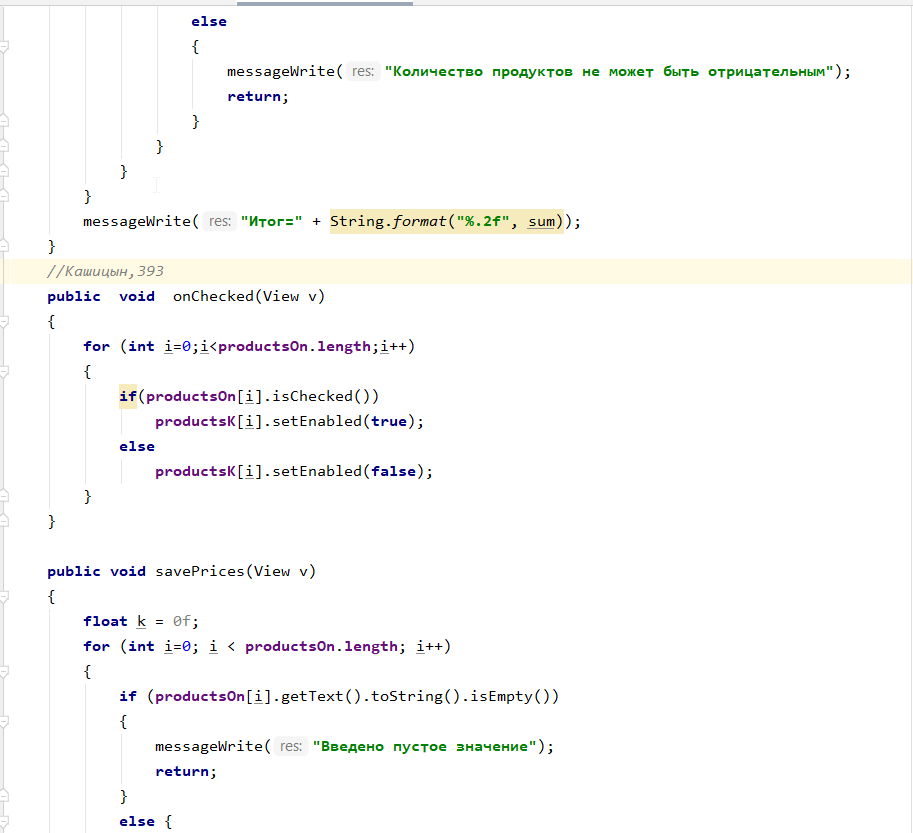 else
{
messageWrite( res: "Количество продуктов не может быть отрицательным");
return;
}
}
}
}
messageWrite( res: "Итог=" + String.format("%.2f", sum));
}
//Кашицын,393
public  void  onChecked(View v)
{
for (int i=0;i<productsOn.length;i++)
{
if(productsOn[i].isChecked())
productsK[i].setEnabled(true);
else
productsK[i].setEnabled(false);
}
}
public void savePrices(View v)
{
float k = 0f;
for (int i=0; i < productsOn.length; i++)
{
if (productsOn[i].getText().toString().isEmpty())
{
messageWrite( res: "Введено пустое значение");
return;
}
else {